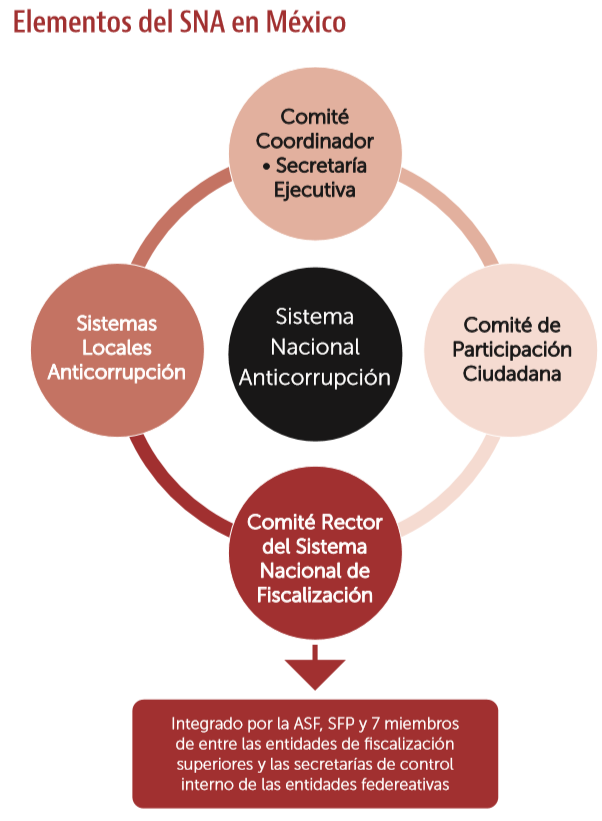 Elementos del SNA en México
Comité
Coordinador
• Secretaría
Ejecutiva
Sistemas
Locales
Anticorrupción
Sistema
Nacional
Anticorrupción
Comité de
Participación
Ciudadana
Comité Rector
del Sistema
Nacional de
Fiscalización
Integrado por la ASF, SFP y 7 miembros
de entre las entidades de fiscalización
superiores y las secretarías de control
interno de las entidades federeativas